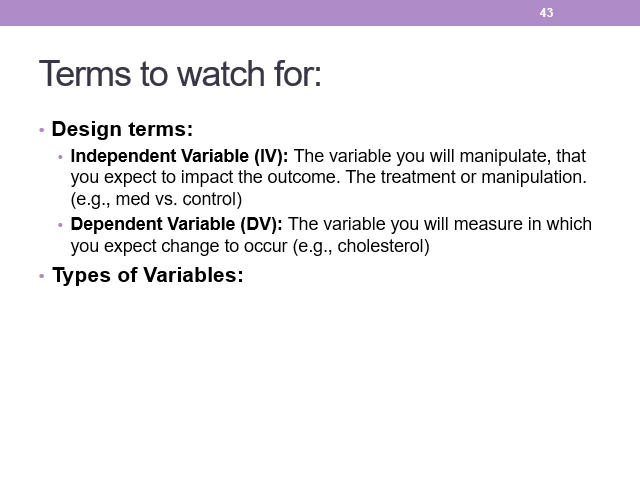 43
Terms to watch for:
• Design terms:
• Independent Variable (IV): The variable you will manipulate, that
you expect to impact the outcome. The treatment or manipulation.
(e.g., med vs. control)
• Dependent Variable (DV): The variable you will measure in which
you expect change to occur (e.g., cholesterol)
• Types of Variables: